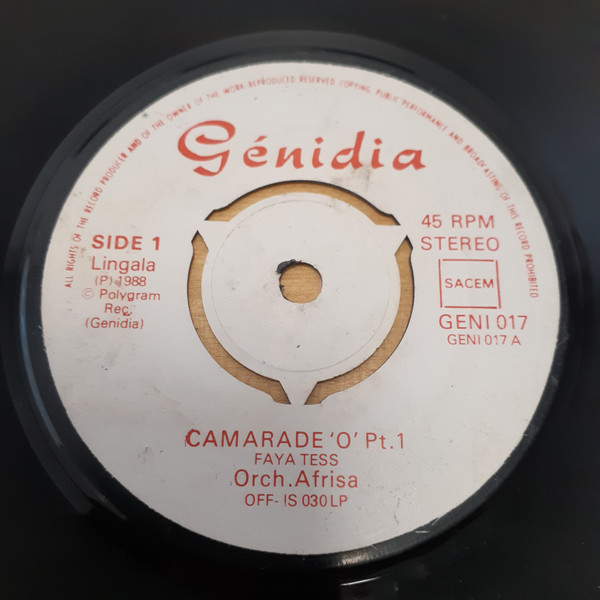 ALL RIGHTS OF THE RECORD PRODUCER AND OF THE OWNER OF THE WORK REPRODUCED RESERVED COPYING, PUBLIC PERFORMANCE AND BROADCASTING OF THIS RECORD PROHIBITED
Génidia
SIDE 1
Lingala
(P) 1988
© Polygram
Rec.
(Genidia)
45 RPM
STEREO
SACEM
GENI 017
GENI 017 A
CAMARADE 'O' Pt.1
FAYA TESS
Orch.Afrisa
OFF- IS 030 LP